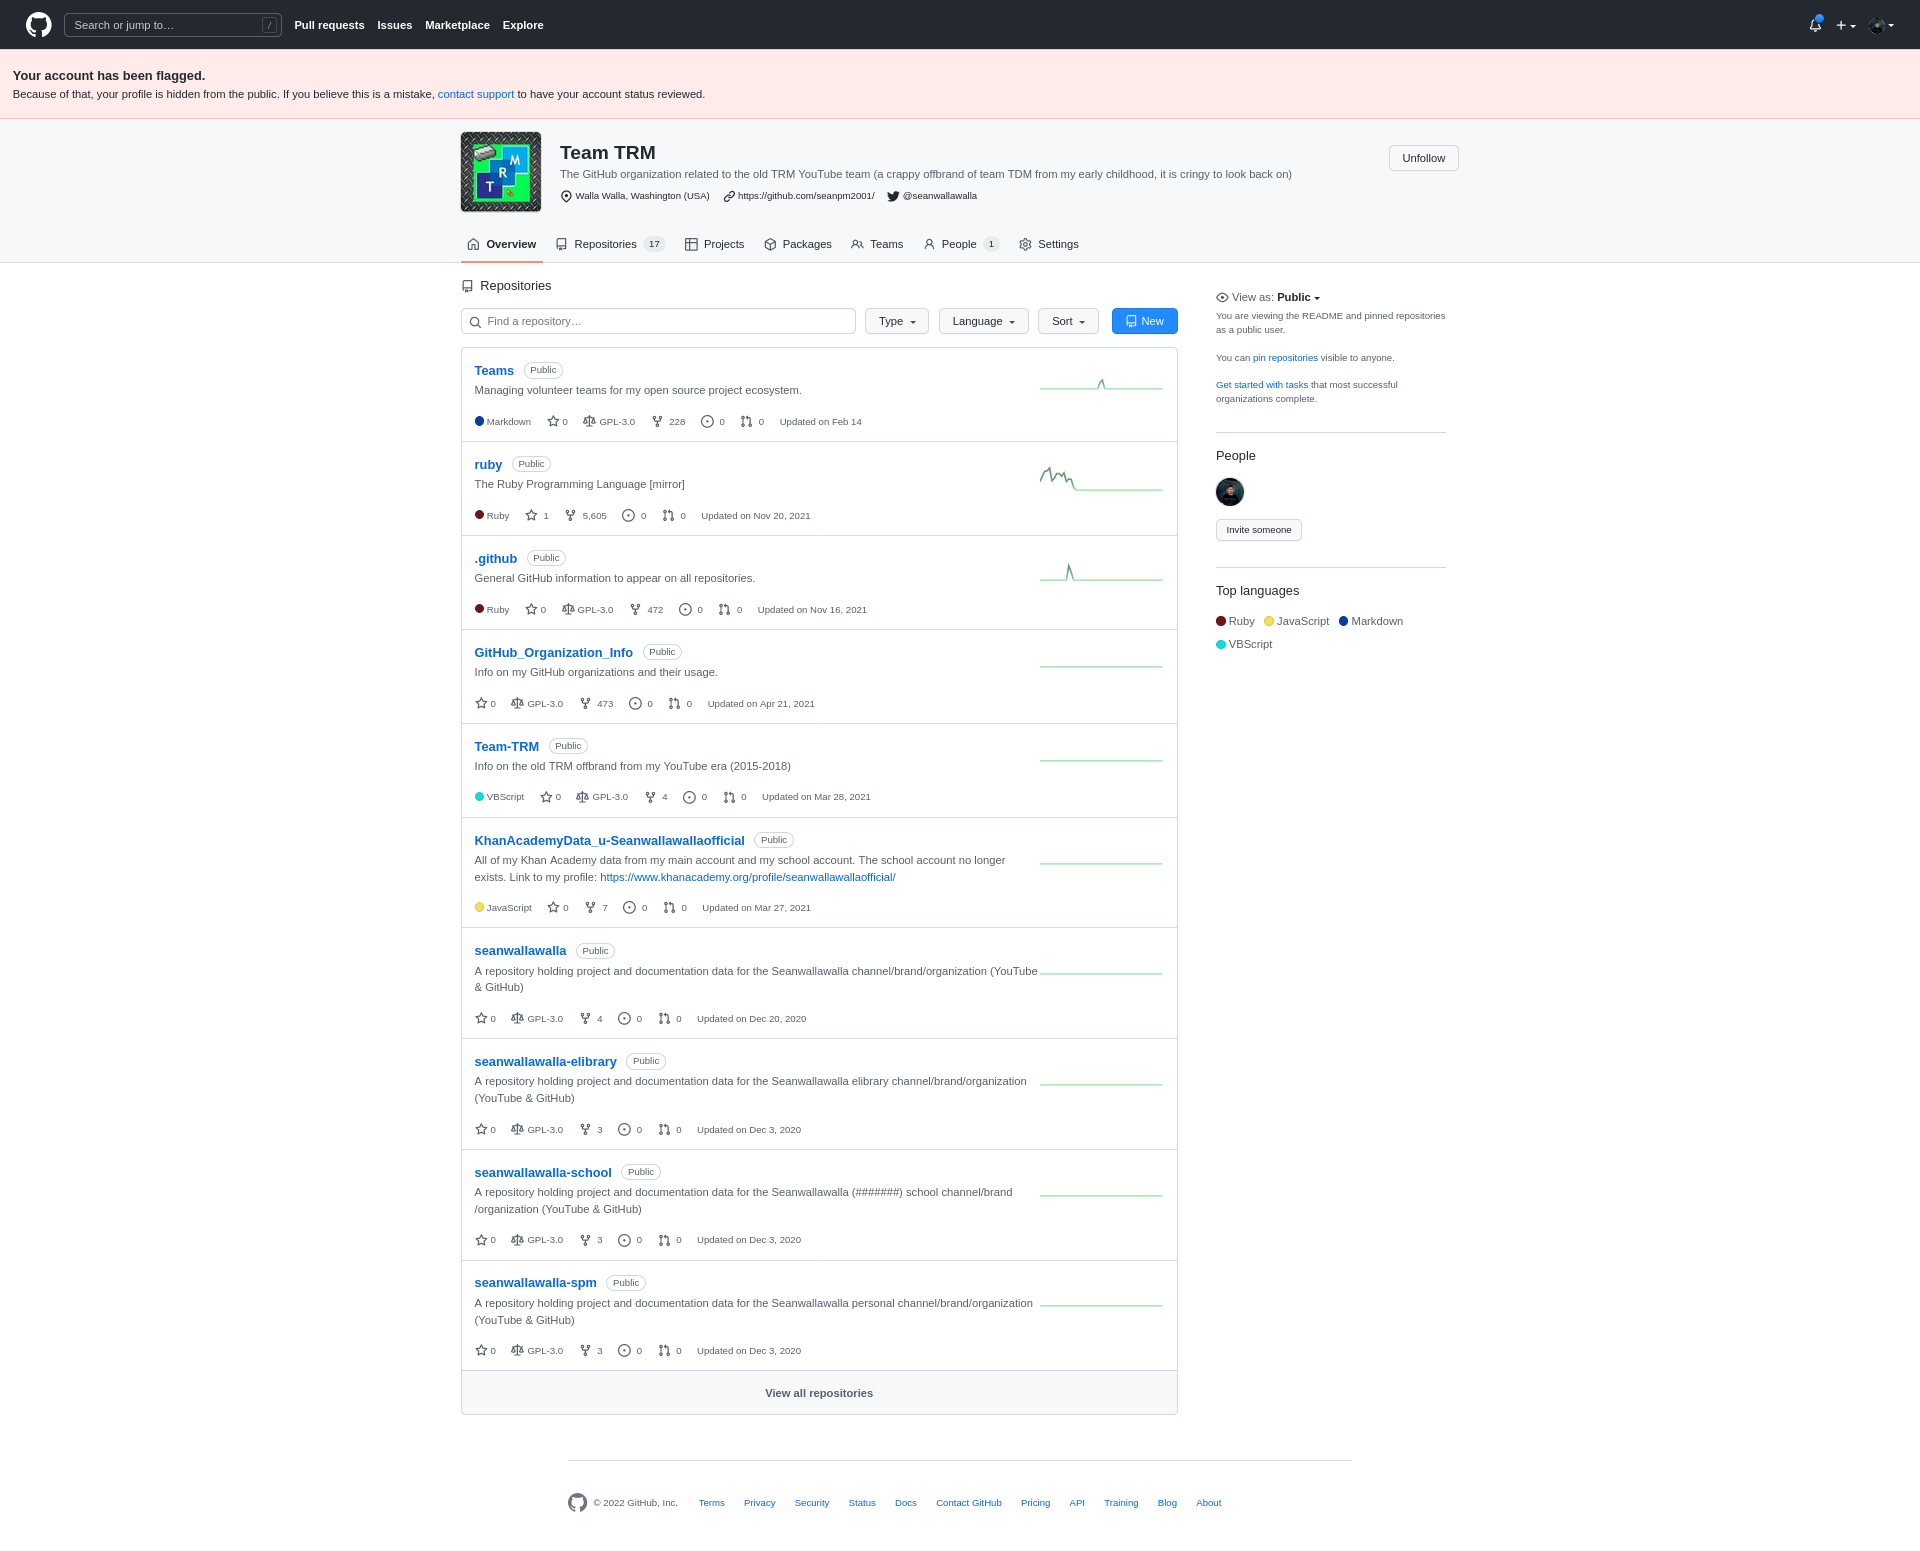 Search or jump to… /
Pull requests Issues Marketplace Explore
Your account has been flagged.
Because of that, your profile is hidden from the public. If you believe this is a mistake, contact support to have your account status reviewed.
T R M
Team TRM
Unfollow
The GitHub organization related to the old TRM YouTube team (a crappy offbrand of team TDM from my early childhood, it is cringy to look back on)
Walla Walla, Washington (USA) https://github.com/seanpm2001/ @seanwallawalla
Overview Repositories 17 Projects Packages Teams People 1 Settings
Repositories
Find a repository… Type Language Sort New
Teams Public
Managing volunteer teams for my open source project ecosystem.
Markdown 0 GPL-3.0 228 0 0 Updated on Feb 14
ruby Public
The Ruby Programming Language [mirror]
Ruby 1 5,605 0 0 Updated on Nov 20, 2021
.github Public
General GitHub information to appear on all repositories.
Ruby 0 GPL-3.0 472 0 0 Updated on Nov 16, 2021
GitHub_Organization_Info Public
Info on my GitHub organizations and their usage.
0 GPL-3.0 473 0 0 Updated on Apr 21, 2021
Team-TRM Public
Info on the old TRM offbrand from my YouTube era (2015-2018)
VBScript 0 GPL-3.0 4 0 0 Updated on Mar 28, 2021
KhanAcademyData_u-Seanwallawallaofficial Public
All of my Khan Academy data from my main account and my school account. The school account no longer
exists. Link to my profile: https://www.khanacademy.org/profile/seanwallawallaofficial/
JavaScript 0 7 0 0 Updated on Mar 27, 2021
seanwallawalla Public
A repository holding project and documentation data for the Seanwallawalla channel/brand/organization (YouTube
& GitHub)
0 GPL-3.0 4 0 0 Updated on Dec 20, 2020
seanwallawalla-elibrary Public
A repository holding project and documentation data for the Seanwallawalla elibrary channel/brand/organization
(YouTube & GitHub)
0 GPL-3.0 3 0 0 Updated on Dec 3, 2020
seanwallawalla-school Public
A repository holding project and documentation data for the Seanwallawalla (#######) school channel/brand
/organization (YouTube & GitHub)
0 GPL-3.0 3 0 0 Updated on Dec 3, 2020
seanwallawalla-spm Public
A repository holding project and documentation data for the Seanwallawalla personal channel/brand/organization
(YouTube & GitHub)
0 GPL-3.0 3 0 0 Updated on Dec 3, 2020
View all repositories
View as: Public
You are viewing the README and pinned repositories
as a public user.
You can pin repositories visible to anyone.
Get started with tasks that most successful
organizations complete.
People
Invite someone
Top languages
Ruby JavaScript Markdown
VBScript
© 2022 GitHub, Inc. Terms Privacy Security Status Docs Contact GitHub Pricing API Training Blog About